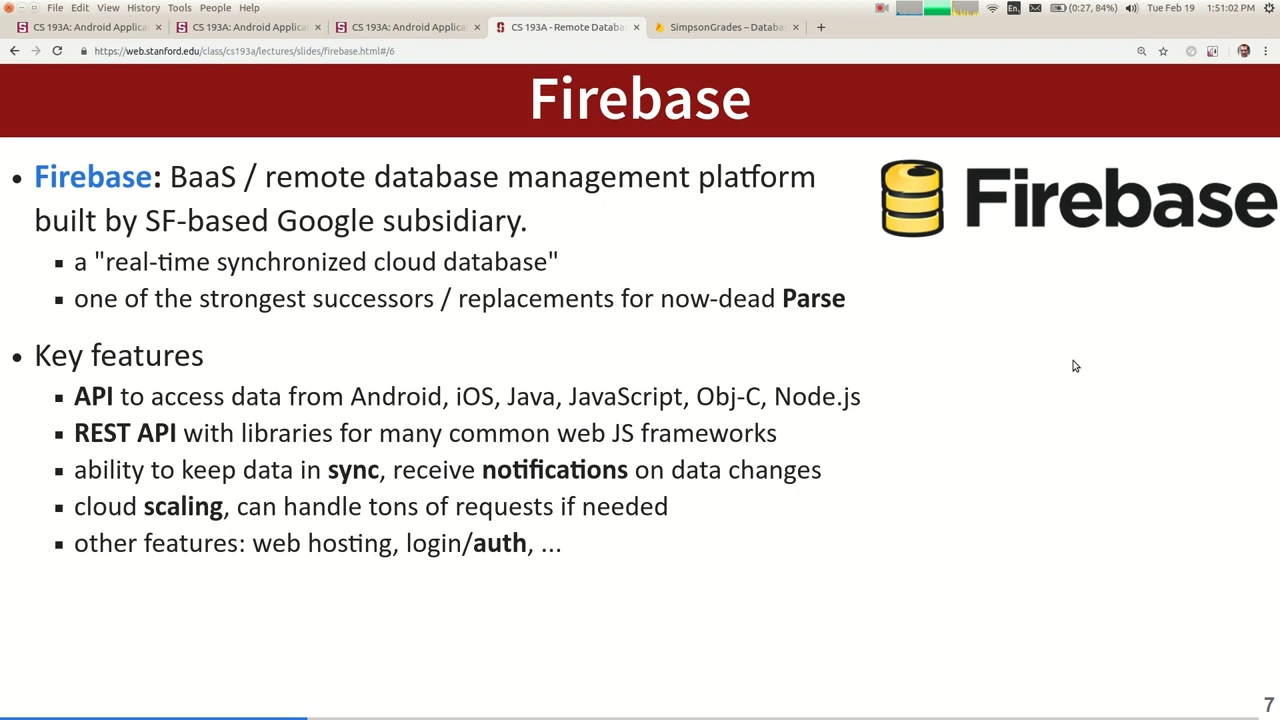 File Edit View History Tools People Help
En (0:27, 84%) Tue Feb 19 1:51:02 PM
CS 193A: Android Applicat × CS 193A: Android Applicat × CS 193A: Android Applicat × CS 193A - Remote Databa × SimpsonGrades – Databa × +
https://web.stanford.edu/class/cs193a/lectures/slides/firebase.html#/6
Firebase
• Firebase: BaaS / remote database management platform
built by SF-based Google subsidiary.
Firebase
▪ a "real-time synchronized cloud database"
▪ one of the strongest successors / replacements for now-dead Parse
• Key features
▪ API to access data from Android, iOS, Java, JavaScript, Obj-C, Node.js
▪ REST API with libraries for many common web JS frameworks
▪ ability to keep data in sync, receive notifications on data changes
▪ cloud scaling, can handle tons of requests if needed
▪ other features: web hosting, login/auth, ...
7